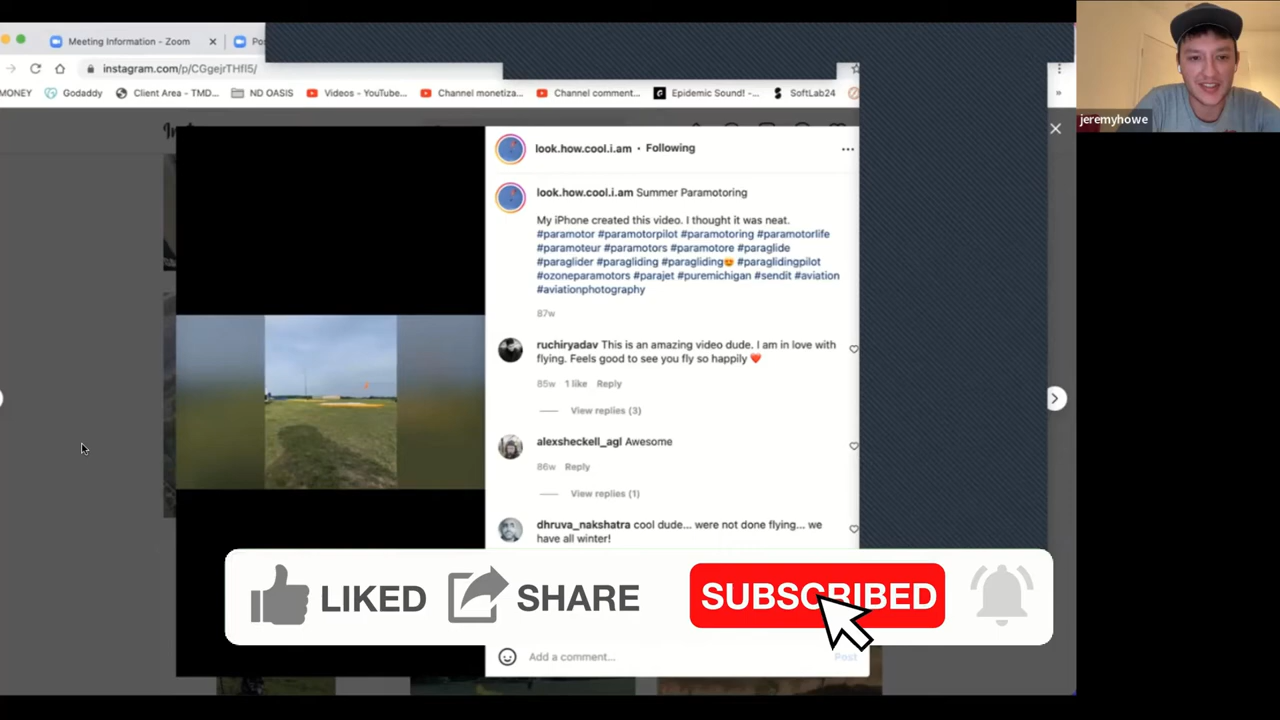 Meeting Information - Zoom
Po
instagram.com/p/CGgejrTHfI5/
MONEY Godaddy Client Area - TMD... ND OASIS Videos - YouTube... Channel monetiza... Channel comment... Epidemic Sound! -... SoftLab24 »
jeremyhowe
look.how.cool.i.am • Following
look.how.cool.i.am Summer Paramotoring
My iPhone created this video. I thought it was neat.
#paramotor #paramotorpilot #paramotoring #paramotorlife
#paramoteur #paramotors #paramotore #paraglide
#paraglider #paragliding #paragliding😍 #paraglidingpilot
#ozoneparamotors #parajet #puremichigan #sendit #aviation
#aviationphotography
87w
ruchiryadav This is an amazing video dude. I am in love with
flying. Feels good to see you fly so happily ❤️
85w 1 like Reply
View replies (3)
alexsheckell_agl Awesome
86w Reply
View replies (1)
dhruva_nakshatra cool dude... were not done flying... we
have all winter!
LIKED SHARE SUBSCRIBED
Add a comment... Post